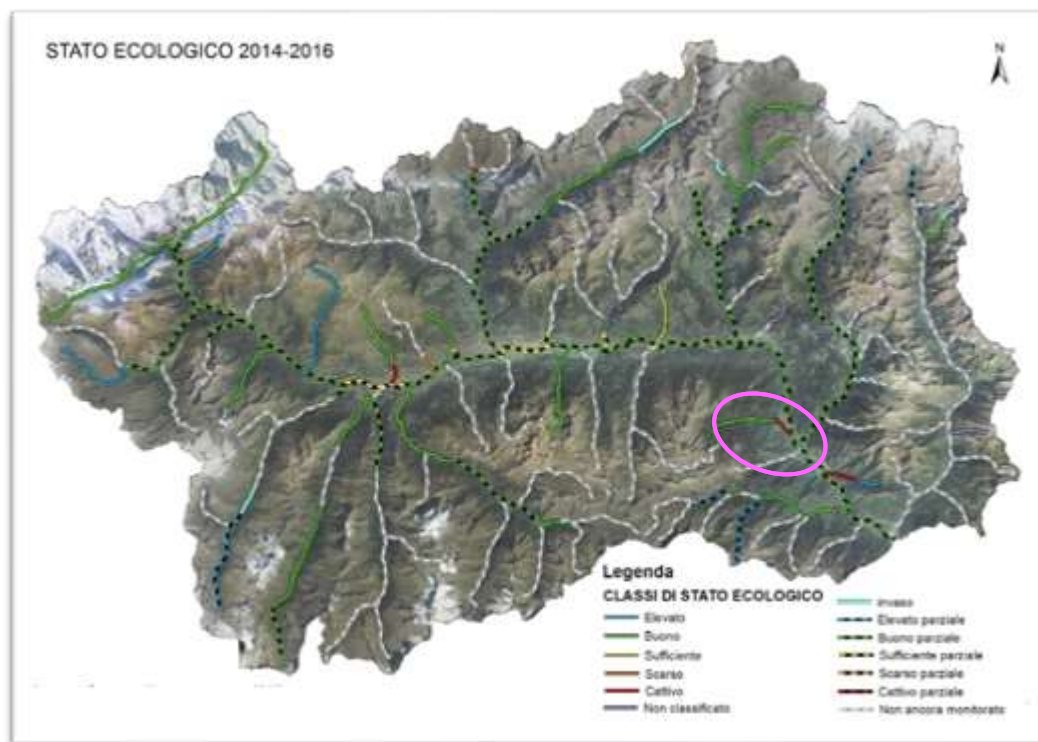 STATO ECOLOGICO 2014-2016
N
Legenda
CLASSI DI STATO ECOLOGICO
Elevato
Buono
Sufficiente
Scarso
Cattivo
Non classificato
Invaso
Elevato parziale
Buono parziale
Sufficiente parziale
Scarso parziale
Cattivo parziale
Non ancora monitorato